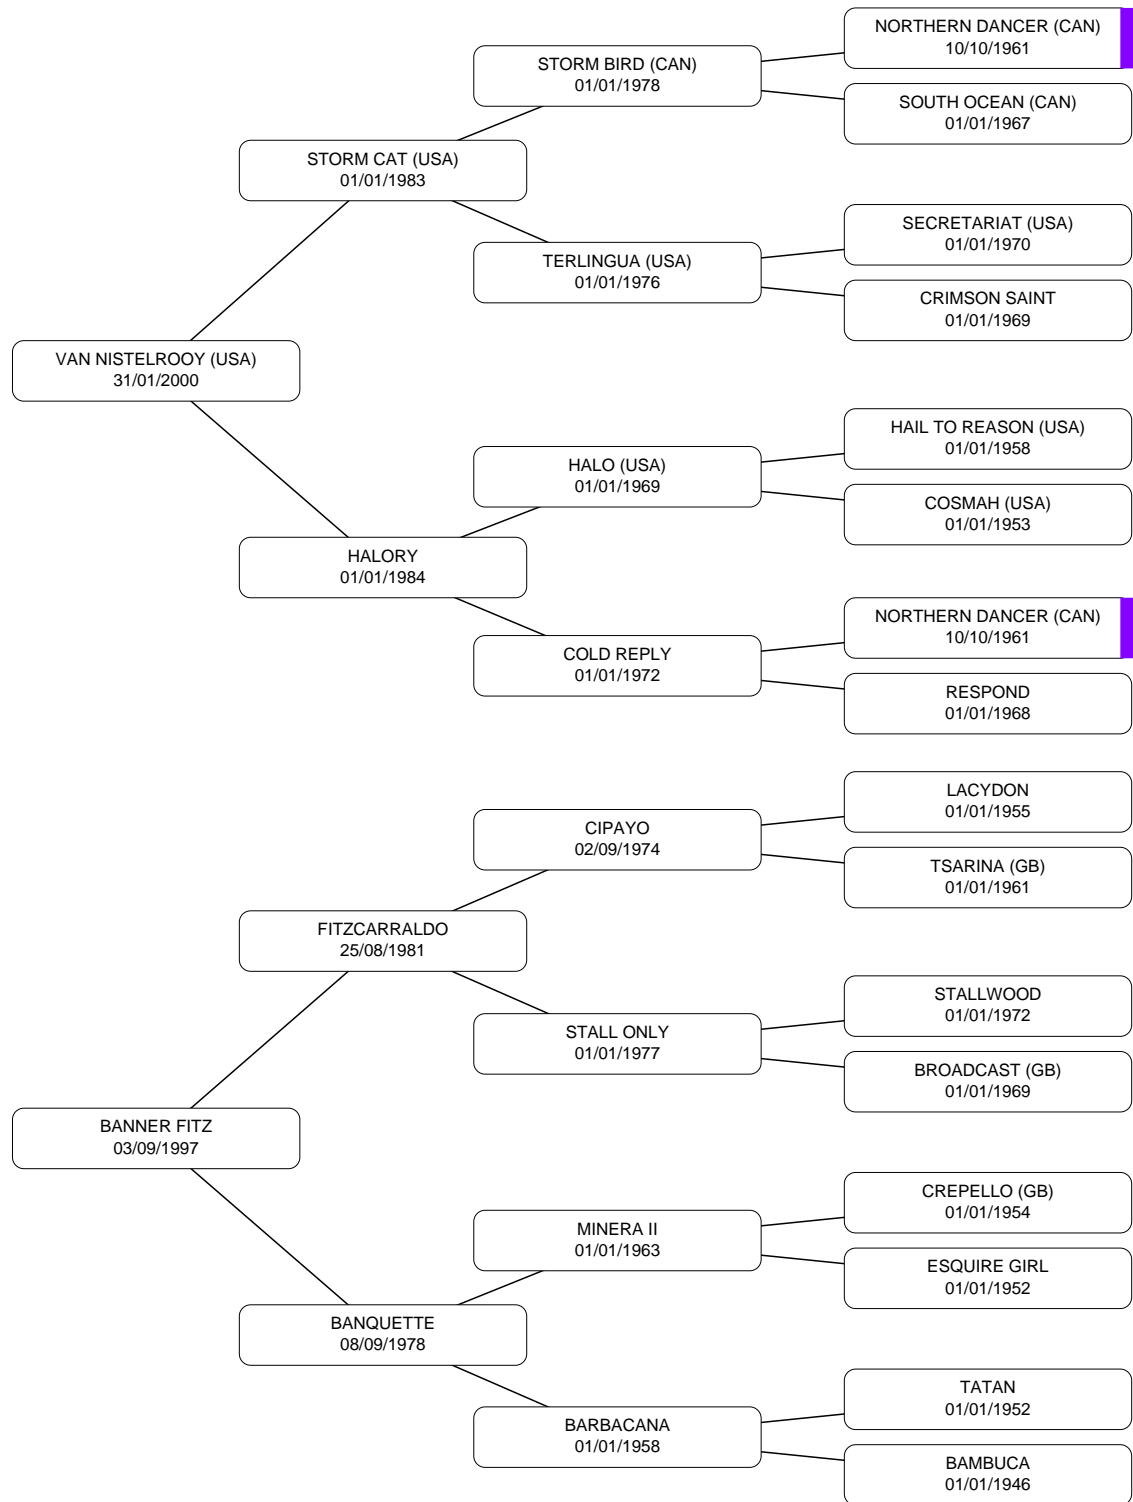 NORTHERN DANCER (CAN)
10/10/1961
STORM BIRD (CAN)
01/01/1978
SOUTH OCEAN (CAN)
01/01/1967
STORM CAT (USA)
01/01/1983
SECRETARIAT (USA)
01/01/1970
TERLINGUA (USA)
01/01/1976
CRIMSON SAINT
01/01/1969
VAN NISTELROOY (USA)
31/01/2000
HAIL TO REASON (USA)
01/01/1958
HALO (USA)
01/01/1969
COSMAH (USA)
01/01/1953
HALORY
01/01/1984
NORTHERN DANCER (CAN)
10/10/1961
COLD REPLY
01/01/1972
RESPOND
01/01/1968
LACYDON
01/01/1955
CIPAYO
02/09/1974
TSARINA (GB)
01/01/1961
FITZCARRALDO
25/08/1981
STALLWOOD
01/01/1972
STALL ONLY
01/01/1977
BROADCAST (GB)
01/01/1969
BANNER FITZ
03/09/1997
CREPELLO (GB)
01/01/1954
MINERA II
01/01/1963
ESQUIRE GIRL
01/01/1952
BANQUETTE
08/09/1978
TATAN
01/01/1952
BARBACANA
01/01/1958
BAMBUCA
01/01/1946